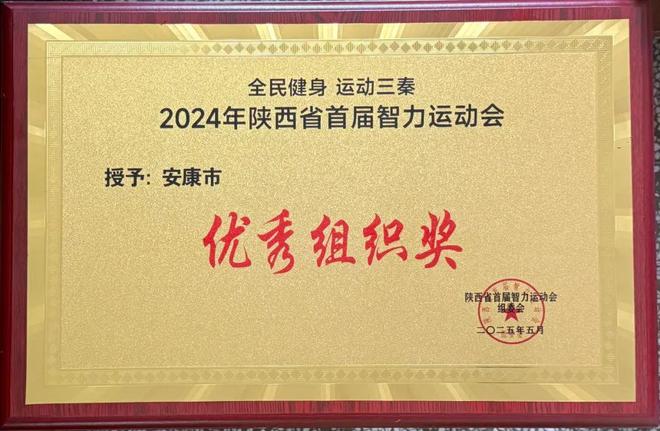 全民健身 运动三秦
2024年陕西省首届智力运动会
授予: 安康市
优秀组织奖
陕西省首届智力运动会
组委会
二〇二五年五月